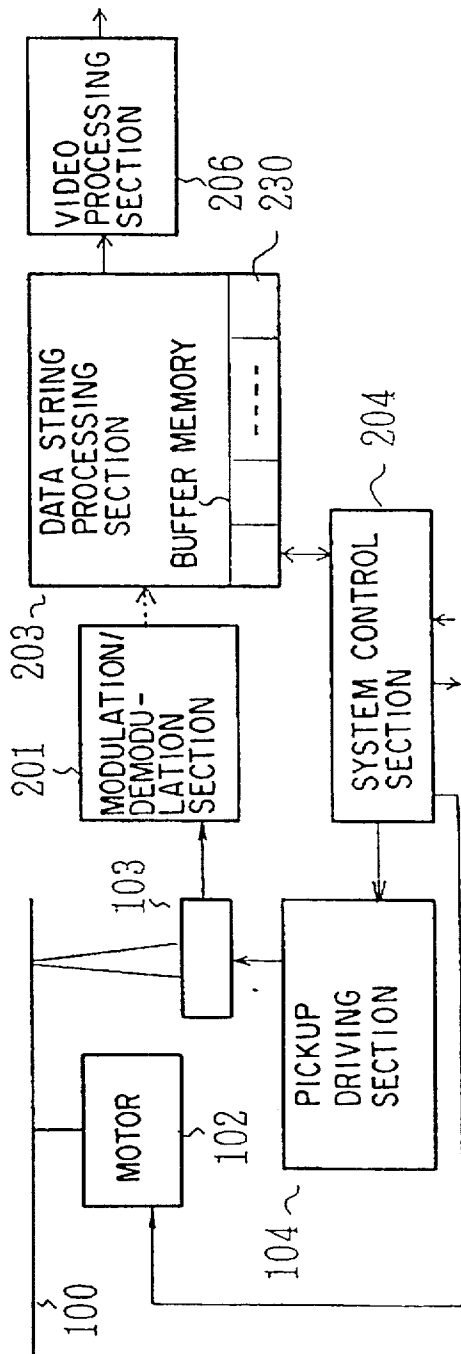 100
MOTOR
102
103
104
PICKUP
DRIVING
SECTION
201
MODULATION/
DEMODU-
LATION
SECTION
203
DATA STRING
PROCESSING
SECTION
BUFFER MEMORY
230
SYSTEM CONTROL
SECTION
204
VIDEO
PROCESSING
SECTION
206